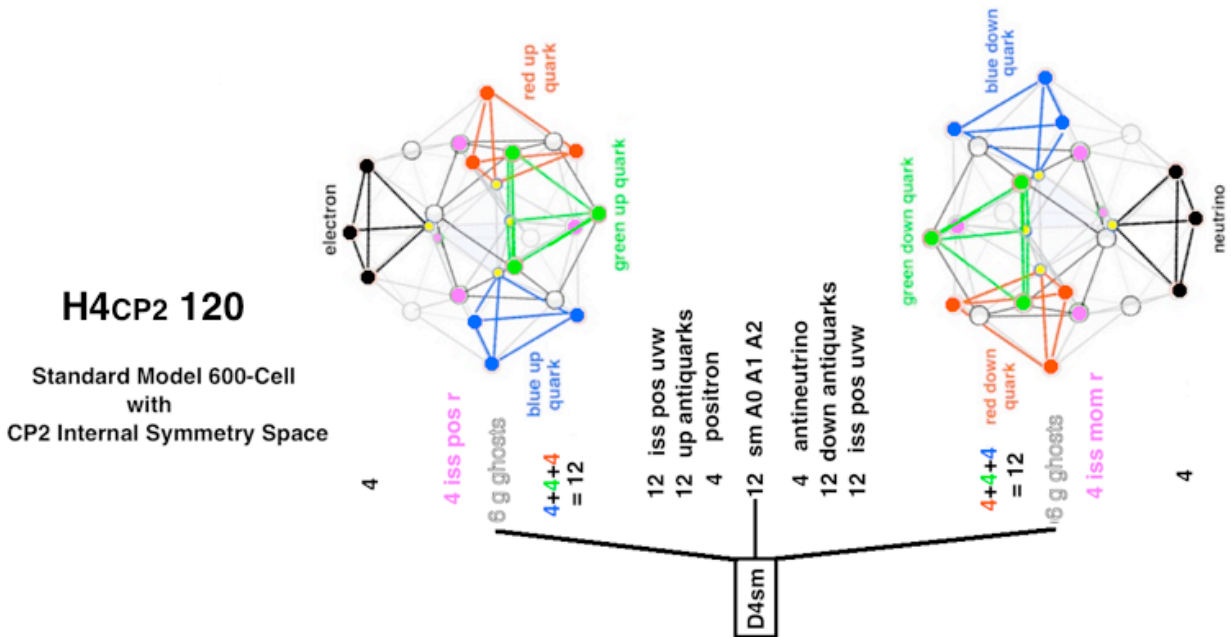 H4CP2 120
Standard Model 600-Cell
with
CP2 Internal Symmetry Space
electron
red up
quark
green up quark
blue up
quark
4
4 iss pos r
6 g ghosts
4+4+4
= 12
12 iss pos uvw
12 up antiquarks
4 positron
12 sm A0 A1 A2
4 antineutrino
12 down antiquarks
12 iss pos uvw
blue down
quark
green down quark
red down
quark
neutrino
4+4+4
= 12
6 g ghosts
4 iss mom r
4
D4sm